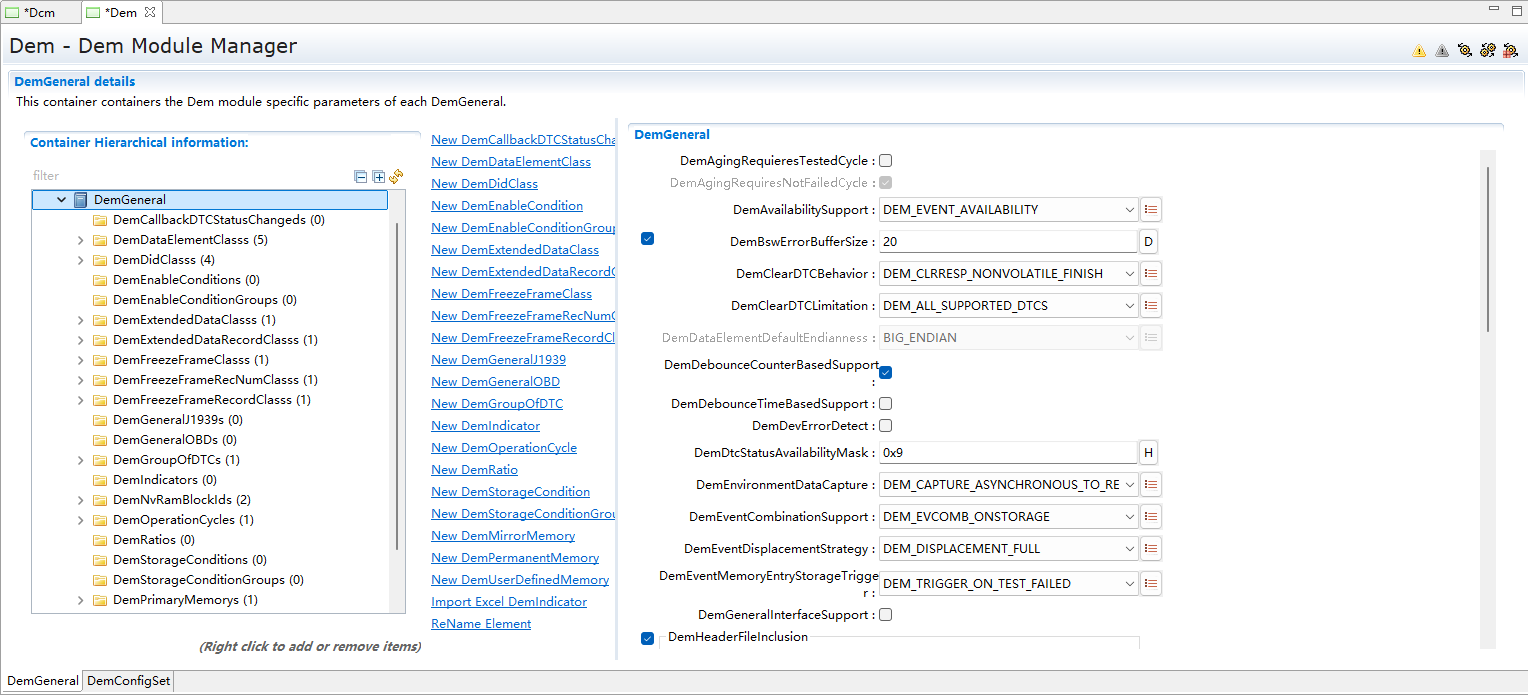 *Dcm
*Dem
Dem - Dem Module Manager
DemGeneral details
This container containers the Dem module specific parameters of each DemGeneral.
Container Hierarchical information:
filter
DemGeneral
DemCallbackDTCStatusChangeds (0)
DemDataElementClasss (5)
DemDidClasss (4)
DemEnableConditions (0)
DemEnableConditionGroups (0)
DemExtendedDataClasss (1)
DemExtendedDataRecordClasss (1)
DemFreezeFrameClasss (1)
DemFreezeFrameRecNumClasss (1)
DemFreezeFrameRecordClasss (1)
DemGeneralJ1939s (0)
DemGeneralOBDs (0)
DemGroupOfDTCs (1)
DemIndicators (0)
DemNvRamBlockIds (2)
DemOperationCycles (1)
DemRatios (0)
DemStorageConditions (0)
DemStorageConditionGroups (0)
DemPrimaryMemorys (1)
(Right click to add or remove items)
New DemCallbackDTCStatusCha
New DemDataElementClass
New DemDidClass
New DemEnableCondition
New DemEnableConditionGroup
New DemExtendedDataClass
New DemExtendedDataRecordC
New DemFreezeFrameClass
New DemFreezeFrameRecNumC
New DemFreezeFrameRecordCl
New DemGeneralJ1939
New DemGeneralOBD
New DemGroupOfDTC
New DemIndicator
New DemOperationCycle
New DemRatio
New DemStorageCondition
New DemStorageConditionGrou
New DemMirrorMemory
New DemPermanentMemory
New DemUserDefinedMemory
Import Excel DemIndicator
ReName Element
DemGeneral
DemAgingRequieresTestedCycle :
DemAgingRequiresNotFailedCycle :
DemAvailabilitySupport : DEM_EVENT_AVAILABILITY
DemBswErrorBufferSize : 20 D
DemClearDTCBehavior : DEM_CLRRESP_NONVOLATILE_FINISH
DemClearDTCLimitation : DEM_ALL_SUPPORTED_DTCS
DemDataElementDefaultEndianness : BIG_ENDIAN
DemDebounceCounterBasedSupport
:
DemDebounceTimeBasedSupport :
DemDevErrorDetect :
DemDtcStatusAvailabilityMask : 0x9 H
DemEnvironmentDataCapture : DEM_CAPTURE_ASYNCHRONOUS_TO_RE
DemEventCombinationSupport : DEM_EVCOMB_ONSTORAGE
DemEventDisplacementStrategy : DEM_DISPLACEMENT_FULL
DemEventMemoryEntryStorageTrigge
r : DEM_TRIGGER_ON_TEST_FAILED
DemGeneralInterfaceSupport :
DemHeaderFileInclusion
DemGeneral
DemConfigSet